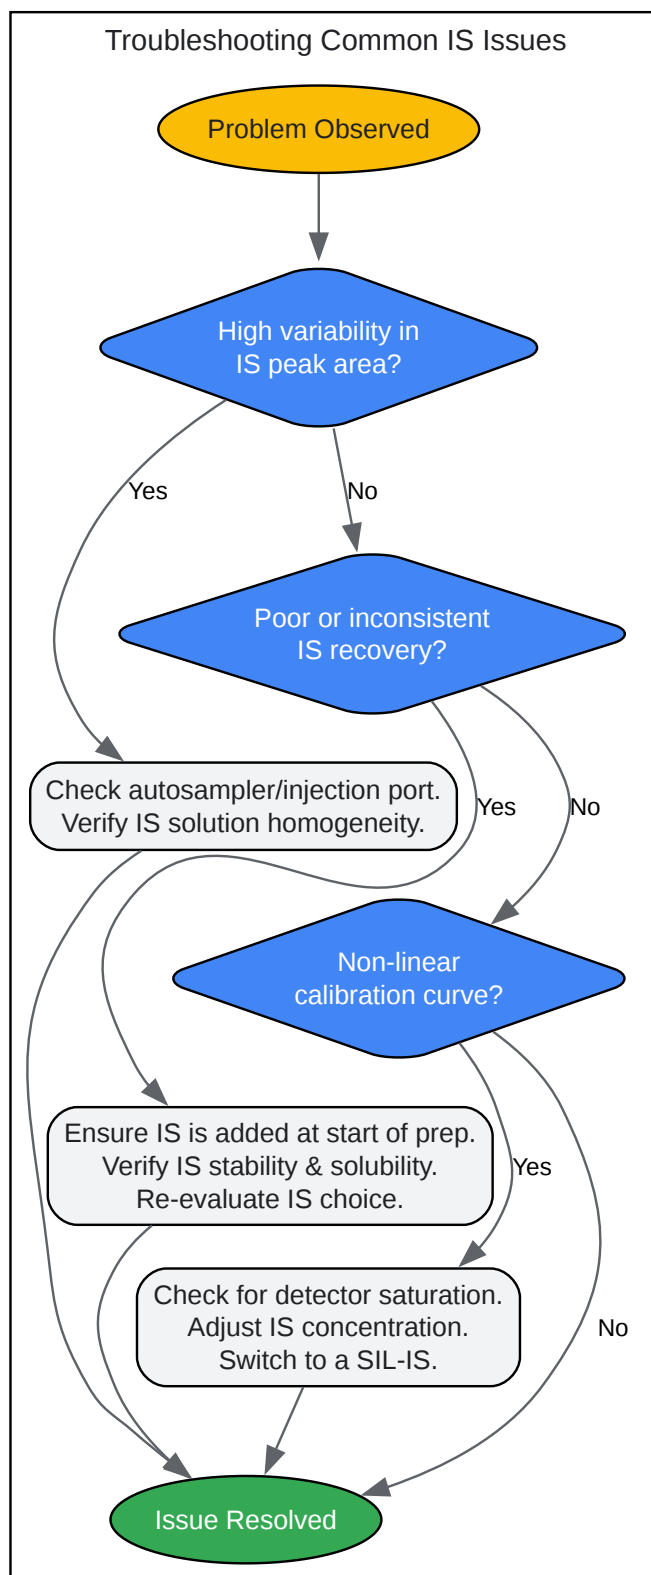 Troubleshooting Common IS Issues
Problem Observed
High variability in
IS peak area?
Yes
No
Poor or inconsistent
IS recovery?
Check autosampler/injection port.
Verify IS solution homogeneity.
Yes
No
Non-linear
calibration curve?
Ensure IS is added at start of prep.
Verify IS stability & solubility.
Re-evaluate IS choice.
Yes
Check for detector saturation.
Adjust IS concentration.
Switch to a SIL-IS.
No
Issue Resolved